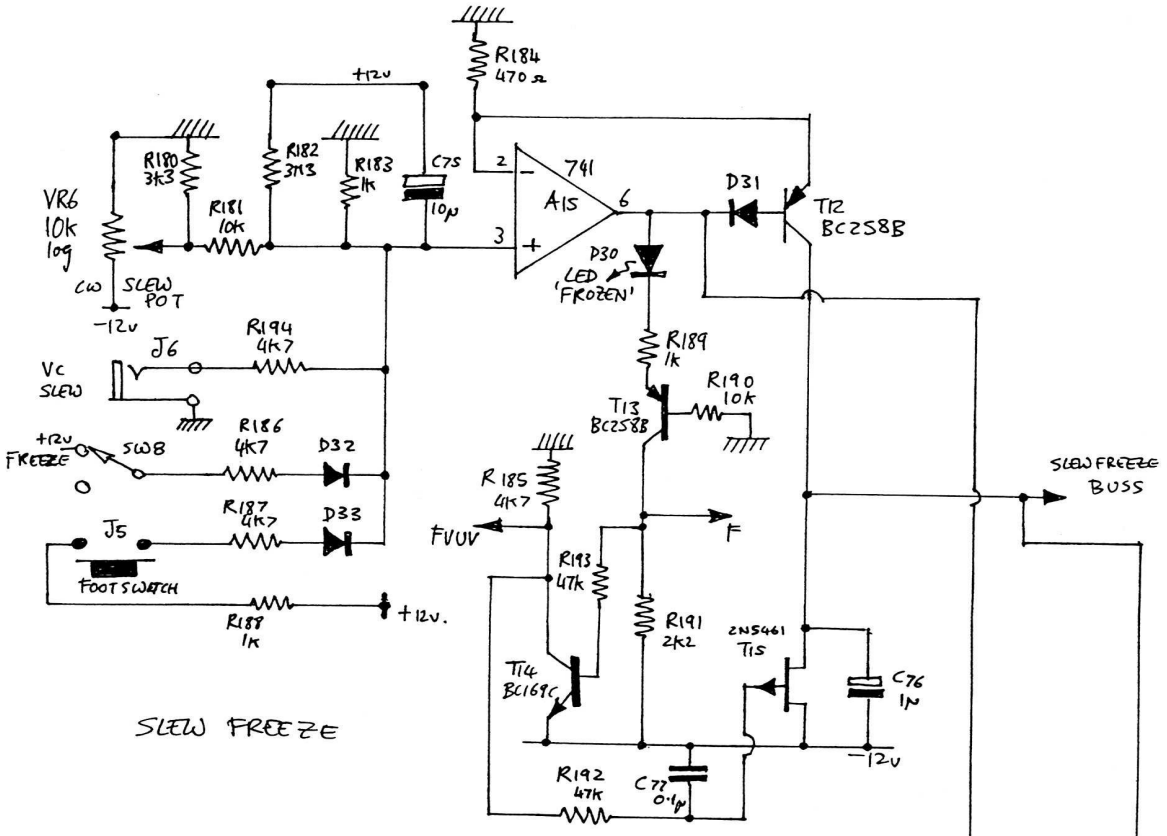 R184
470Ω
+12v
R180
3K3
R182
3K3
R183
1K
C75
10µ
VR6
10K
log
R181
10K
CW SLEW
POT
-12v
2
-
741
A15
6
3
+
D31
T12
BC258B
D30
LED
'FROZEN'
R189
1K
R190
10K
T13
BC258B
J6
R194
4K7
VC
SLEW
+12v
FREEZE
SW8
R186
4K7
D32
J5
R187
4K7
D33
FOOTSWITCH
R188
1K
+12v.
R185
4K7
FVUV
F
R193
47K
R191
2K2
T14
BC169C
2N5461
T15
C76
1µ
-12v
R192
47K
C77
0.1µ
SLEW FREEZE
BUSS
SLEW FREEZE